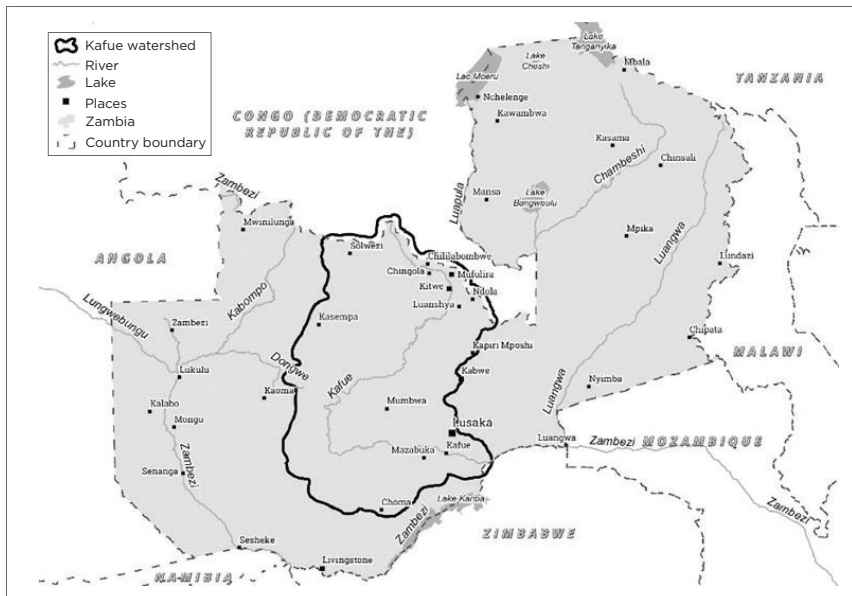 Kafue watershed
River
Lake
Places
Zambia
Country boundary
Lake
Tanganyika
Lake
Choshi
Mbala
Lac Moeru
TANZANIA
Nchelenge
Kawambwa
CONGO (DEMOCRATIC
REPUBLIC OF THE)
Kasama
Chambeshi
Chinsali
Zambezi
Mansa
Lake
Bangweulu
Luapula
Mwinilunga
Mpika
Luangwa
Solwezi
Chililabombwe
ANGOLA
Chingola
Mufulira
Lundazi
Kitwe
Ndola
Kabompo
Luanshya
Lungwebungu
Zambezi
Kasempa
Chipata
Kapiri Mposhi
MALAWI
Dongwe
Lukulu
Kafue
Kabwe
Nyimba
Kaoma
Luangwa
Kalabo
Mumbwa
Mongu
Lusaka
Luangwa
Zambezi
MOZAMBIQUE
Mazabuka
Kafue
Senanga
Zambezi
Choma
Lake Kariba
Zambezi
Zambezi
ZIMBABWE
Sesheke
Livingstone
NAMIBIA